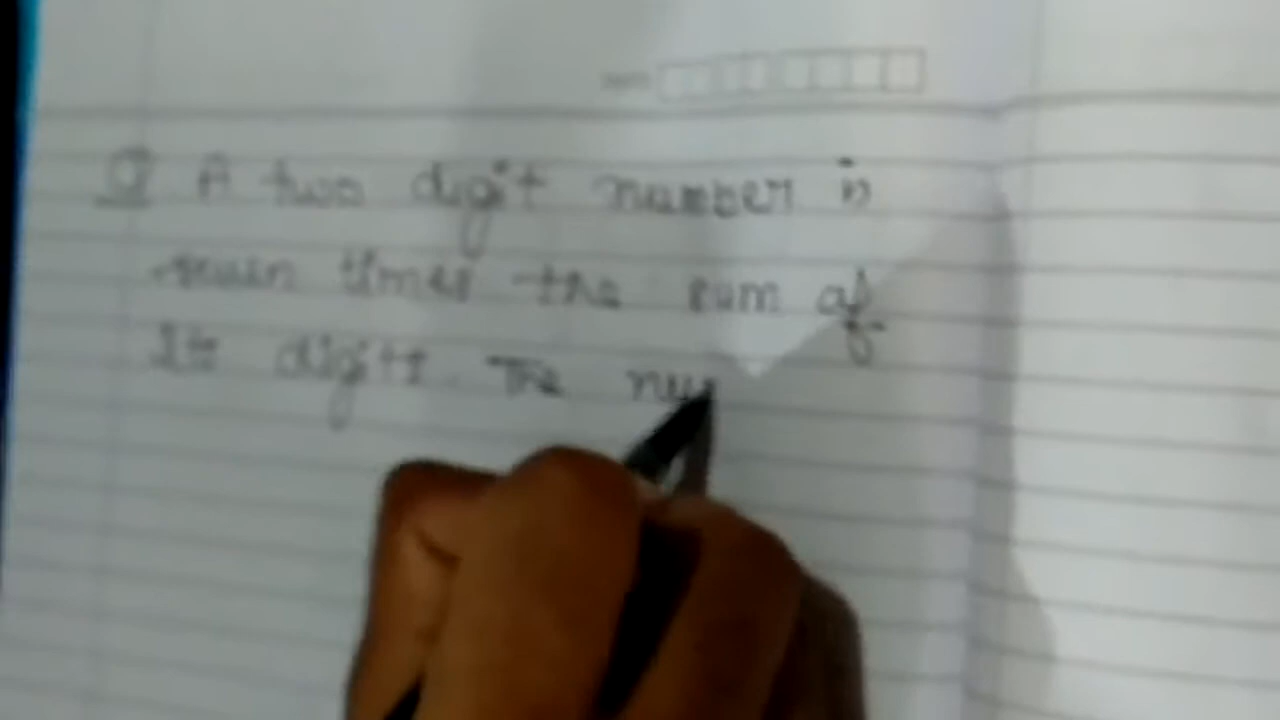 Q A two digit number is
seven times the sum of
Its digits. The nu